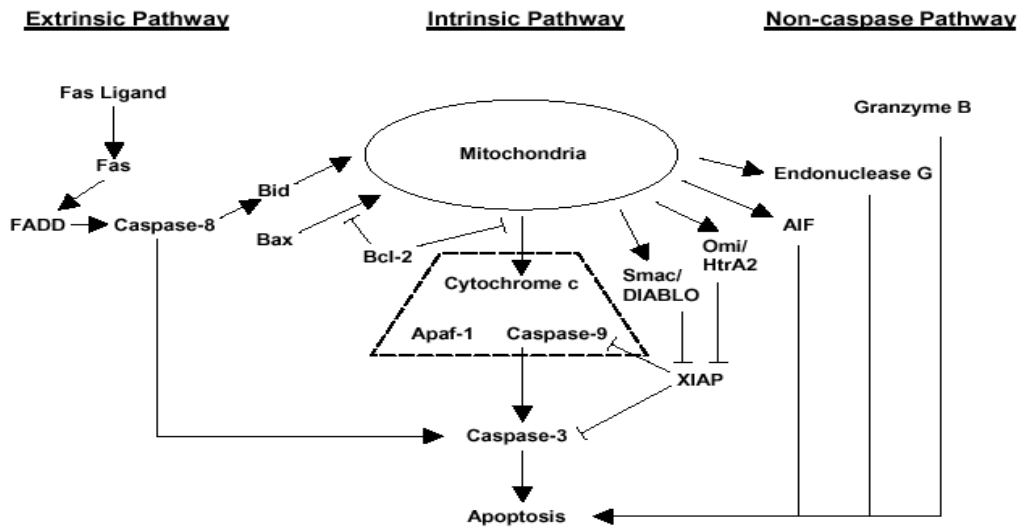 Extrinsic Pathway
Intrinsic Pathway
Non-caspase Pathway
Fas Ligand
Granzyme B
Mitochondria
Fas
Endonuclease G
Bid
FADD
Caspase-8
AIF
Bax
Bcl-2
Omi/
HtrA2
Smac/
DIABLO
Cytochrome c
Apaf-1
Caspase-9
XIAP
Caspase-3
Apoptosis